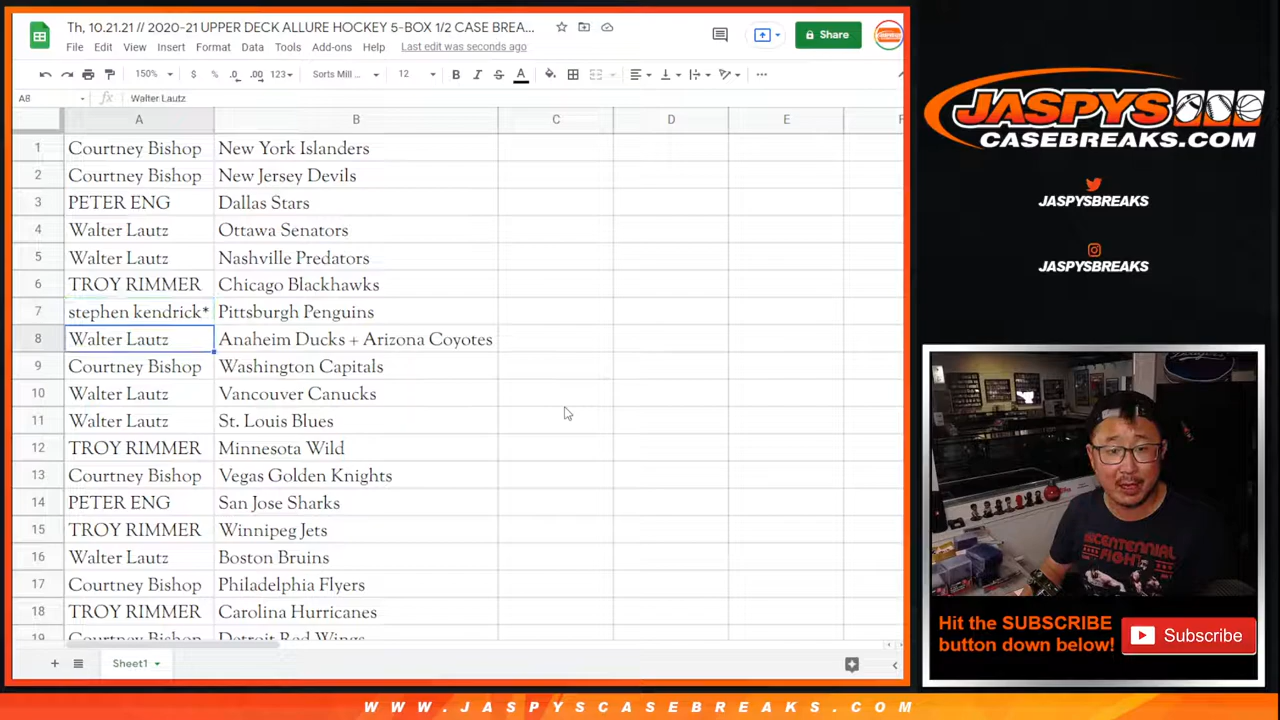 Th, 10.21.21 // 2020-21 UPPER DECK ALLURE HOCKEY 5-BOX 1/2 CASE BREA...
File Edit View Insert Format Data Tools Add-ons Help Last edit was seconds ago
Share
150% $ % .0 .00 123 Sorts Mill ... 12 B I S A
A8 fx Walter Lautz
A B C D E F
1 Courtney Bishop New York Islanders
2 Courtney Bishop New Jersey Devils
3 PETER ENG Dallas Stars
4 Walter Lautz Ottawa Senators
5 Walter Lautz Nashville Predators
6 TROY RIMMER Chicago Blackhawks
7 stephen kendrick* Pittsburgh Penguins
8 Walter Lautz Anaheim Ducks + Arizona Coyotes
9 Courtney Bishop Washington Capitals
10 Walter Lautz Vancouver Canucks
11 Walter Lautz St. Louis Blues
12 TROY RIMMER Minnesota Wild
13 Courtney Bishop Vegas Golden Knights
14 PETER ENG San Jose Sharks
15 TROY RIMMER Winnipeg Jets
16 Walter Lautz Boston Bruins
17 Courtney Bishop Philadelphia Flyers
18 TROY RIMMER Carolina Hurricanes
19 Courtney Bishop Detroit Red Wings
Sheet1
JASPYS
CASEBREAKS.COM
JASPYSBREAKS
JASPYSBREAKS
BICENTENNIAL
FIGHT
Hit the SUBSCRIBE
button down below!
Subscribe
WWW.JASPYSCASEBREAKS.COM